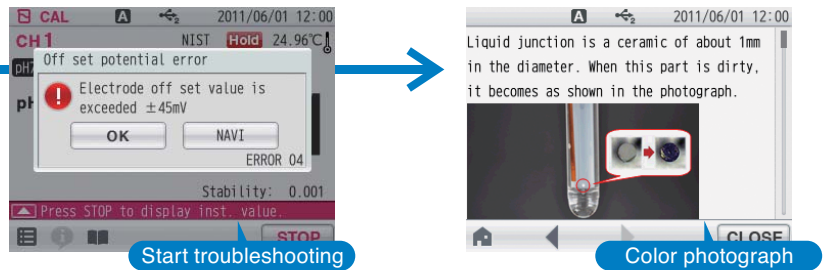 CAL A 2 2011/06/01 12:00
CH1 NIST Hold 24.96℃
Off set potential error
pH7
Electrode off set value is
exceeded ±45mV
pH
OK NAVI
ERROR 04
Stability: 0.001
Press STOP to display inst. value.
STOP
Start troubleshooting
A 2 2011/06/01 12:00
Liquid junction is a ceramic of about 1mm
in the diameter. When this part is dirty,
it becomes as shown in the photograph.
CLOSE
Color photograph